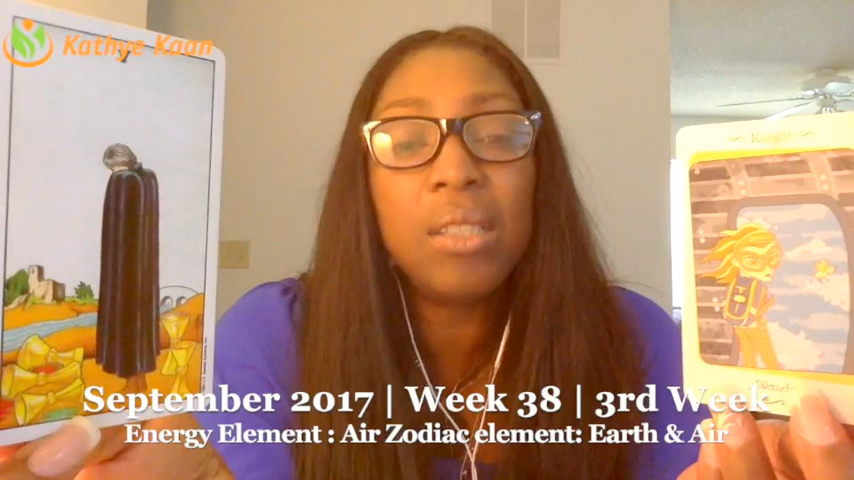 Kathye Kaan
Knight
September 2017 | Week 38 | 3rd Week
Energy Element : Air Zodiac element: Earth & Air